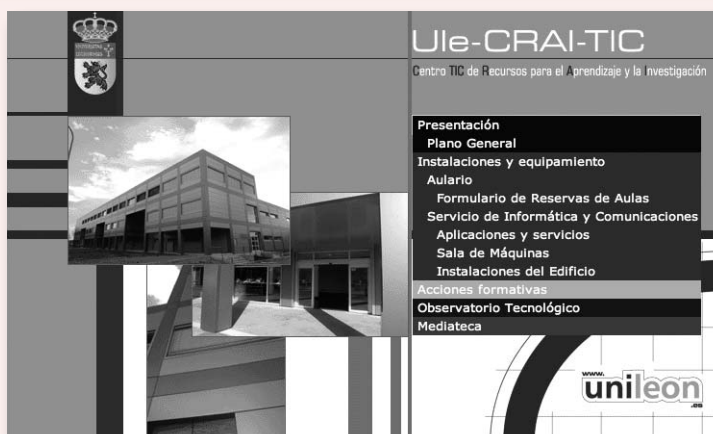 Ule-CRAI-TIC
Centro TIC de Recursos para el Aprendizaje y la Investigación
Presentación
Plano General
Instalaciones y equipamiento
Aulario
Formulario de Reservas de Aulas
Servicio de Informática y Comunicaciones
Aplicaciones y servicios
Sala de Máquinas
Instalaciones del Edificio
Acciones formativas
Observatorio Tecnológico
Mediateca
www.
unileon
.es